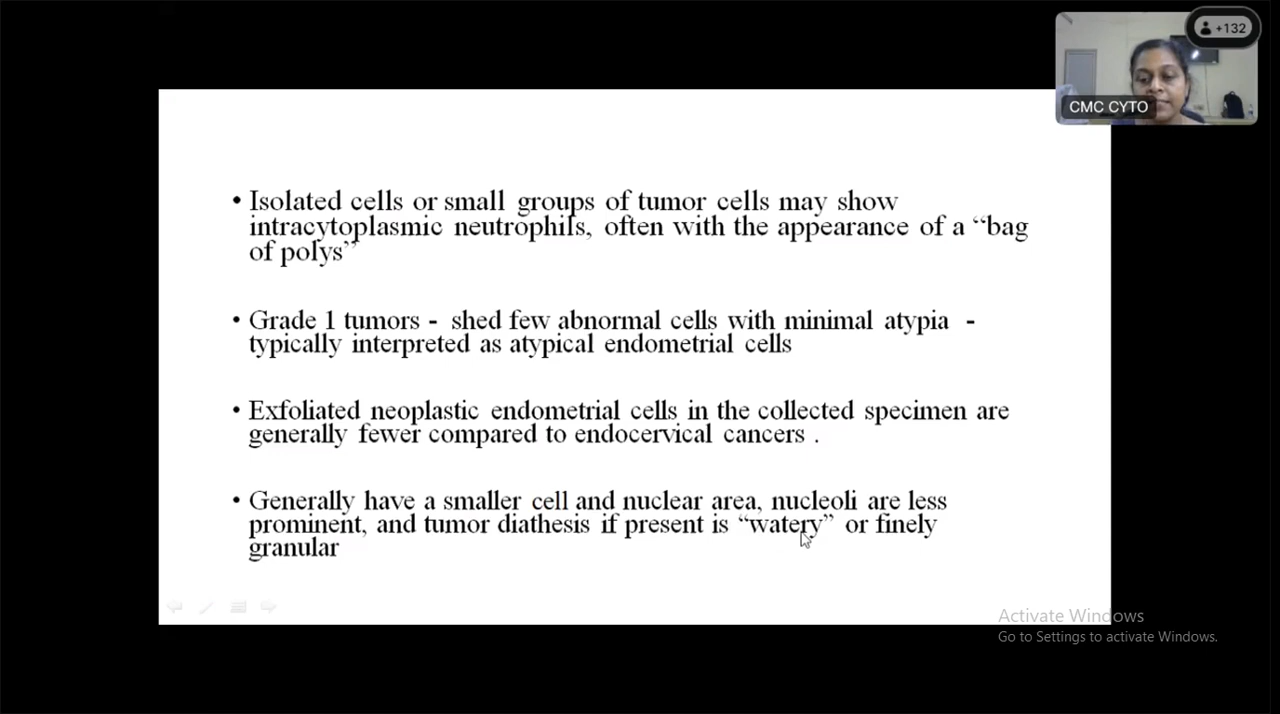 +132
CMC CYTO
• Isolated cells or small groups of tumor cells may show
intracytoplasmic neutrophils, often with the appearance of a “bag
of polys”
• Grade 1 tumors - shed few abnormal cells with minimal atypia -
typically interpreted as atypical endometrial cells
• Exfoliated neoplastic endometrial cells in the collected specimen are
generally fewer compared to endocervical cancers .
• Generally have a smaller cell and nuclear area, nucleoli are less
prominent, and tumor diathesis if present is “watery” or finely
granular
Activate Windows
Go to Settings to activate Windows.